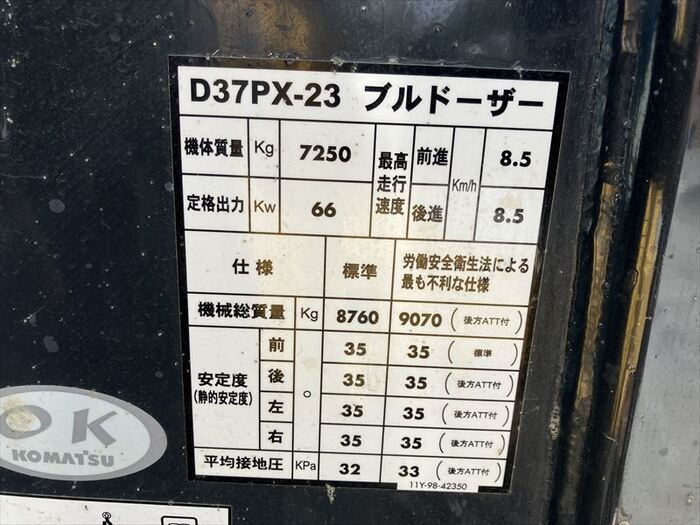 D37PX-23 ブルドーザー
機体質量 Kg 7250 最高走行速度 前進 Km/h 8.5
定格出力 Kw 66 後進 8.5
仕様 標準 労働安全衛生法による最も不利な仕様
機械総質量 Kg 8760 9070 (後方ATT付)
安定度 (静的安定度) 前 ° 35 35 (標準)
後 35 35 (後方ATT付)
左 35 35 (後方ATT付)
右 35 35 (後方ATT付)
平均接地圧 KPa 32 33 (後方ATT付)
11Y-98-42350
OK
KOMATSU